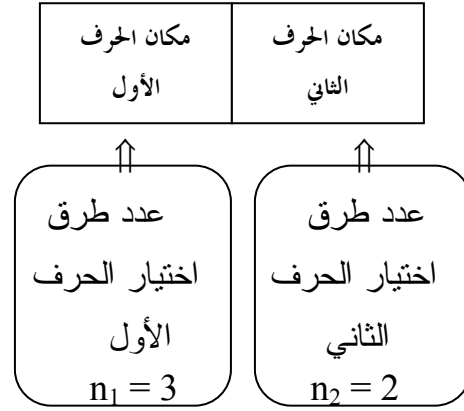 مكان الحرف
الأول
مكان الحرف
الثاني
⇑
⇑
عدد طرق
اختيار الحرف
الأول
n₁ = 3
عدد طرق
اختيار الحرف
الثاني
n₂ = 2